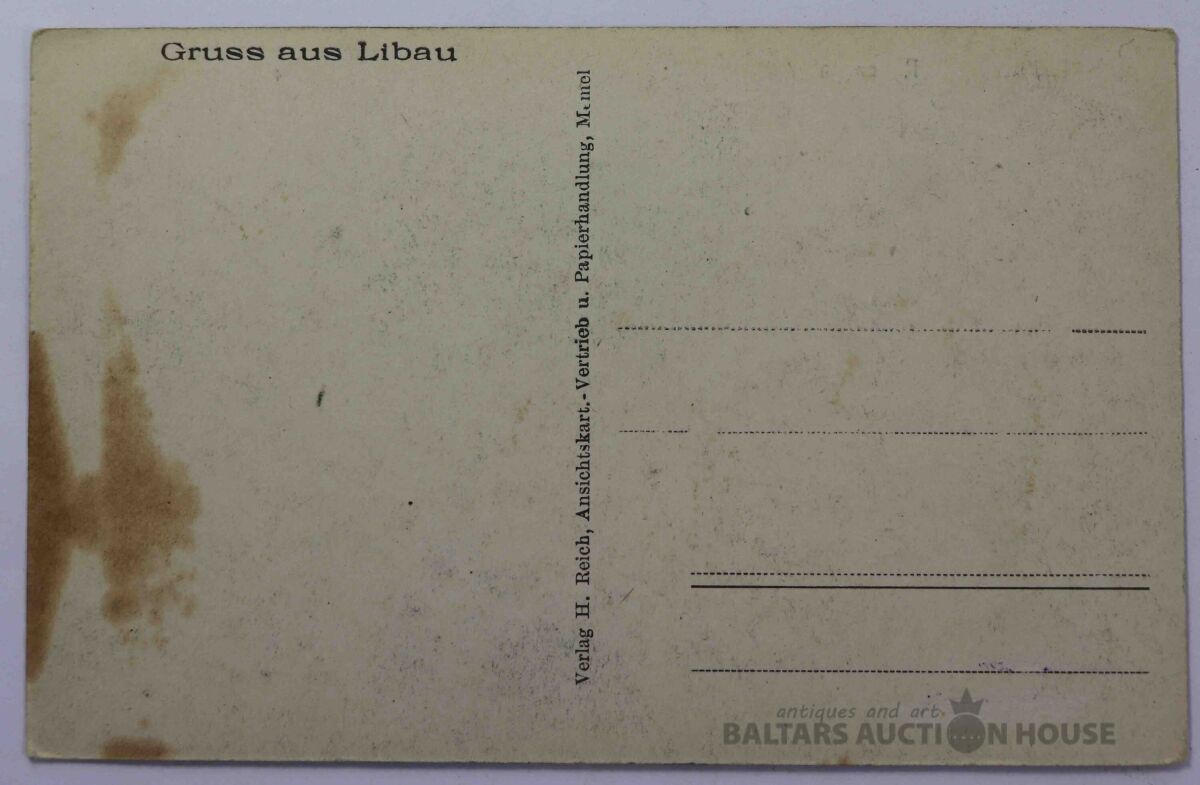 Gruss aus Libau
Verlag H. Reich, Ansichtskart.-Vertrieb u. Papierhandlung, Memel
antiques and art
BALTARS AUCTION HOUSE